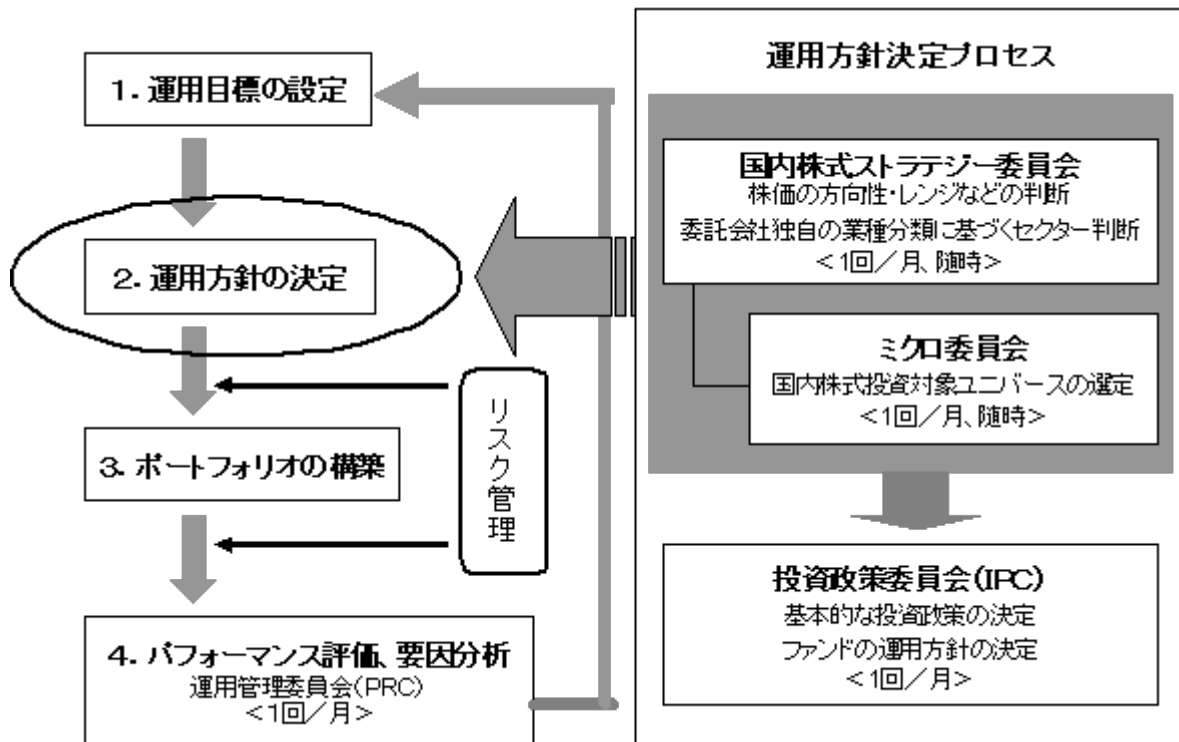 1. 運用目標の設定
2. 運用方針の決定
リスク管理
3. ポートフォリオの構築
4. パフォーマンス評価、要因分析
運用管理委員会(PRC)
<1回/月>
運用方針決定プロセス
国内株式ストラテジー委員会
株価の方向性・レンジなどの判断
委託会社独自の業種分類に基づくセクター判断
<1回/月、随時>
ミクロ委員会
国内株式投資対象ユニバースの選定
<1回/月、随時>
投資政策委員会(IPC)
基本的な投資政策の決定
ファンドの運用方針の決定
<1回/月>